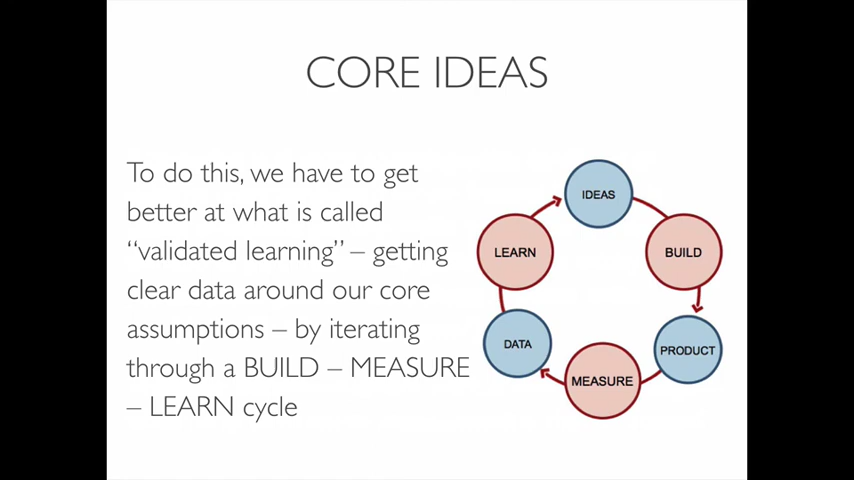 CORE IDEAS
To do this, we have to get
better at what is called
“validated learning” – getting
clear data around our core
assumptions – by iterating
through a BUILD – MEASURE
– LEARN cycle
IDEAS
BUILD
PRODUCT
MEASURE
DATA
LEARN